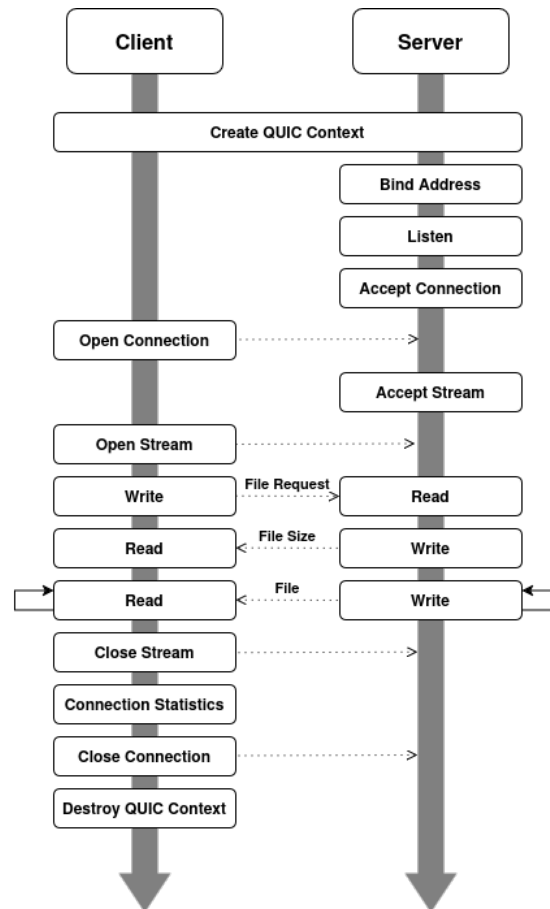 Client
Server
Create QUIC Context
Bind Address
Listen
Accept Connection
Open Connection
Accept Stream
Open Stream
Write
File Request
Read
Read
File Size
Write
Read
File
Write
Close Stream
Connection Statistics
Close Connection
Destroy QUIC Context